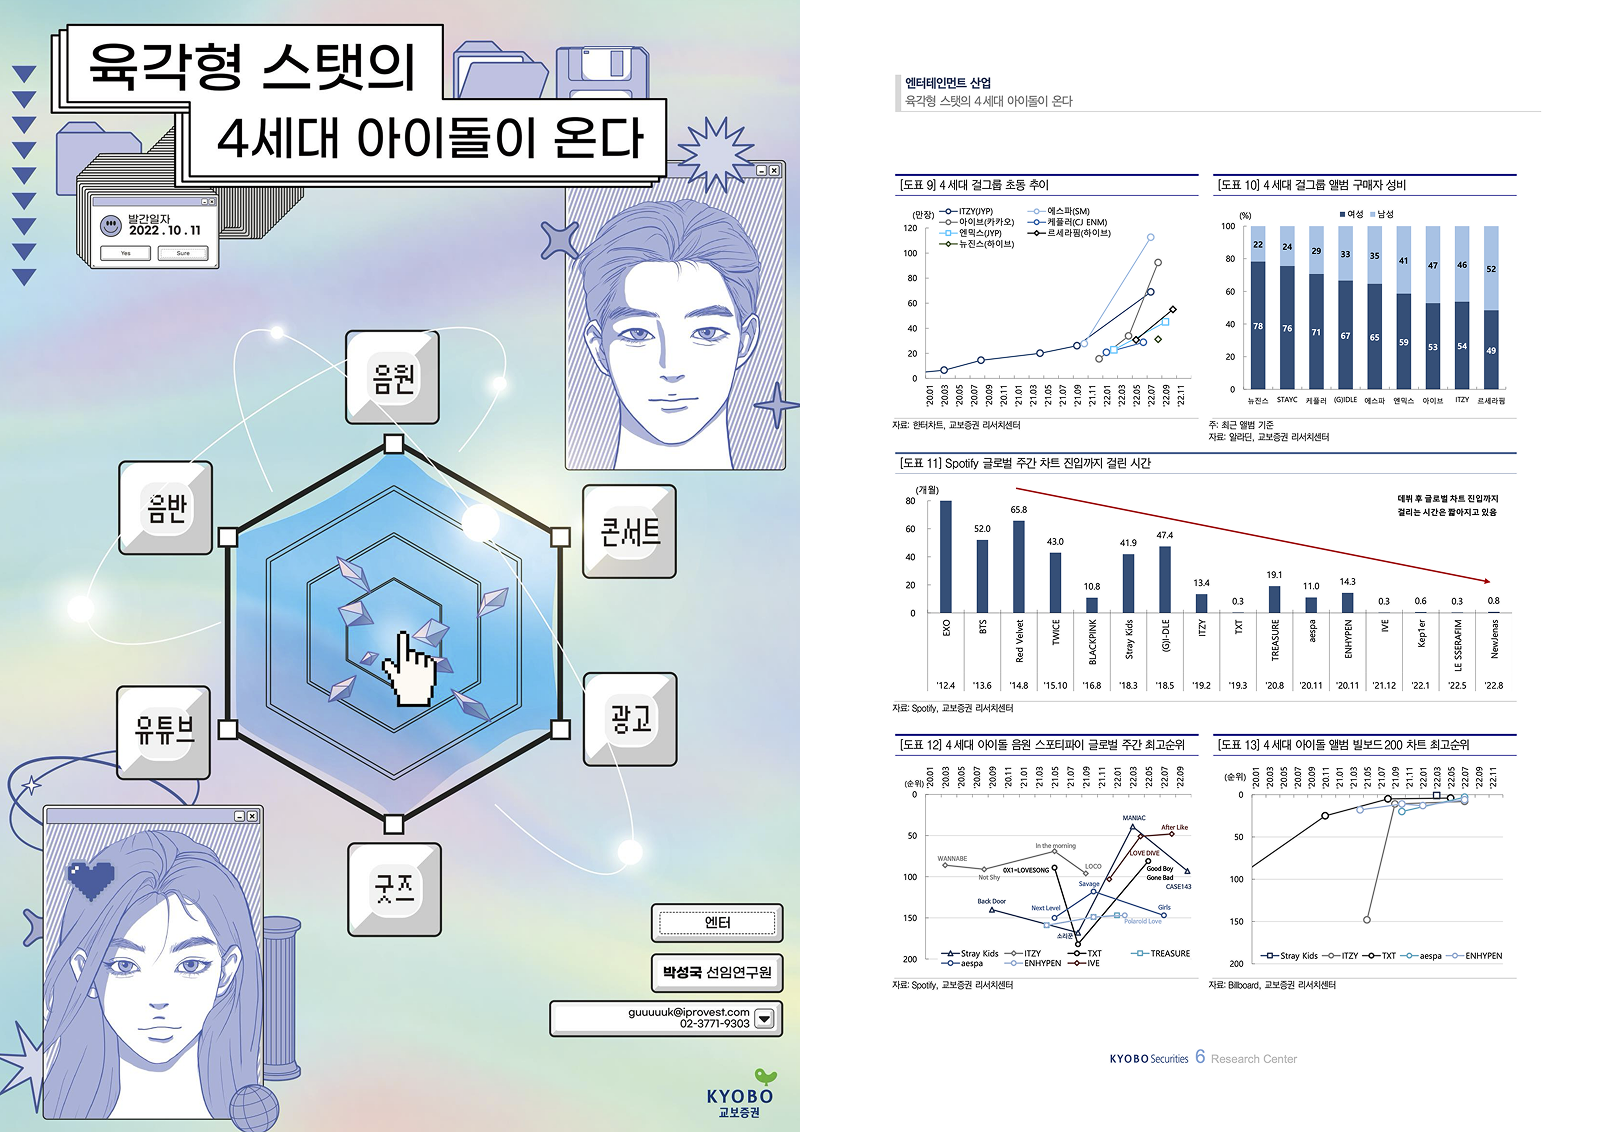 육각형 스탯의
4세대 아이돌이 온다
발간일자
2022.10.11
Yes
Sure
음원
음반
콘서트
유튜브
광고
굿즈
엔터
박성국 선임연구원
guuuuuk@iprovest.com
02-3771-9303
KYOBO
교보증권
엔터테인먼트 산업
육각형 스탯의 4세대 아이돌이 온다
[도표 9] 4세대 걸그룹 초동 추이
(만장)
ITZY(JYP)
에스파(SM)
아이브(카카오)
케플러(CJ ENM)
엔믹스(JYP)
르세라핌(하이브)
뉴진스(하이브)
120
100
80
60
40
20
0
'20.01 '20.03 '20.05 '20.07 '20.09 '20.11 '21.01 '21.03 '21.05 '21.07 '21.09 '21.11 '22.01 '22.03 '22.05 '22.07 '22.09 '22.11
자료: 한터차트, 교보증권 리서치센터
[도표 10] 4세대 걸그룹 앨범 구매자 성비
(%)
여성 남성
100
80
60
40
20
0
22 24 29 33 35 41 47 46 52
78 76 71 67 65 59 53 54 49
뉴진스 STAYC 케플러 (G)IDLE 에스파 엔믹스 아이브 ITZY 르세라핌
주: 최근 앨범 기준
자료: 알라딘, 교보증권 리서치센터
[도표 11] Spotify 글로벌 주간 차트 진입까지 걸린 시간
(개월)
데뷔 후 글로벌 차트 진입까지
걸리는 시간은 짧아지고 있음
80
60
40
20
0
52.0 65.8 43.0 10.8 41.9 47.4 13.4 0.3 19.1 11.0 14.3 0.3 0.6 0.3 0.8
EXO BTS Red Velvet TWICE BLACKPINK Stray Kids (G)I-DLE ITZY TXT TREASURE aespa ENHYPEN IVE Kep1er LE SSERAFIM NewJenas
'12.4 '13.6 '14.8 '15.10 '16.8 '18.3 '18.5 '19.2 '19.3 '20.8 '20.11 '20.11 '21.12 '22.1 '22.5 '22.8
자료: Spotify, 교보증권 리서치센터
[도표 12] 4세대 아이돌 음원 스포티파이 글로벌 주간 최고순위
'20.01 '20.03 '20.05 '20.07 '20.09 '20.11 '21.01 '21.03 '21.05 '21.07 '21.09 '21.11 '22.01 '22.03 '22.05 '22.07 '22.09
(순위)
0
50
100
150
200
MANIAC
After Like
In the morning
WANNABE
LOVE DIVE
Not Shy
0X1=LOVESONG
LOCO
Good Boy
Gone Bad
Savage
CASE143
Back Door
Next Level
Girls
Polaroid Love
소리꾼
Stray Kids ITZY TXT TREASURE
aespa ENHYPEN IVE
자료: Spotify, 교보증권 리서치센터
[도표 13] 4세대 아이돌 앨범 빌보드200 차트 최고순위
'20.01 '20.03 '20.05 '20.07 '20.09 '20.11 '21.01 '21.03 '21.05 '21.07 '21.09 '21.11 '22.01 '22.03 '22.05 '22.07 '22.09 '22.11
(순위)
0
50
100
150
200
Stray Kids ITZY TXT aespa ENHYPEN
자료: Billboard, 교보증권 리서치센터
KYOBO Securities 6 Research Center